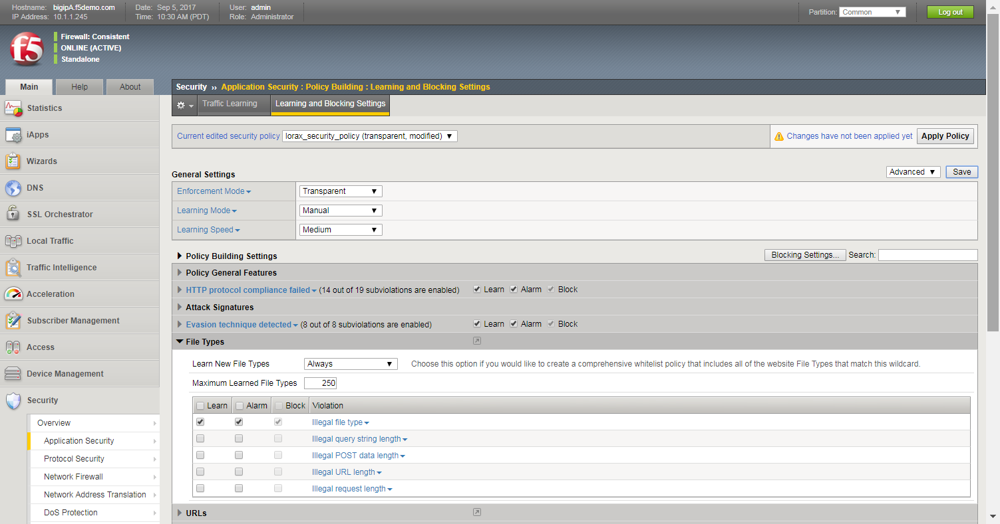 Hostname: bigipA.f5demo.com Date: Sep 5, 2017 User: admin
IP Address: 10.1.1.245 Time: 10:30 AM (PDT) Role: Administrator
Partition: Common Log out
f5
Firewall: Consistent
ONLINE (ACTIVE)
Standalone
Main Help About
Security ›› Application Security : Policy Building : Learning and Blocking Settings
Traffic Learning Learning and Blocking Settings
Statistics
iApps
Wizards
DNS
SSL Orchestrator
Local Traffic
Traffic Intelligence
Acceleration
Subscriber Management
Access
Device Management
Security
Overview
Application Security
Protocol Security
Network Firewall
Network Address Translation
DoS Protection
Current edited security policy lorax_security_policy (transparent, modified) Changes have not been applied yet Apply Policy
General Settings Advanced Save
Enforcement Mode Transparent
Learning Mode Manual
Learning Speed Medium
Policy Building Settings Blocking Settings... Search:
Policy General Features
HTTP protocol compliance failed (14 out of 19 subviolations are enabled) Learn Alarm Block
Attack Signatures
Evasion technique detected (8 out of 8 subviolations are enabled) Learn Alarm Block
File Types
Learn New File Types Always Choose this option if you would like to create a comprehensive whitelist policy that includes all of the website File Types that match this wildcard.
Maximum Learned File Types 250
Learn Alarm Block Violation
Illegal file type
Illegal query string length
Illegal POST data length
Illegal URL length
Illegal request length
URLs